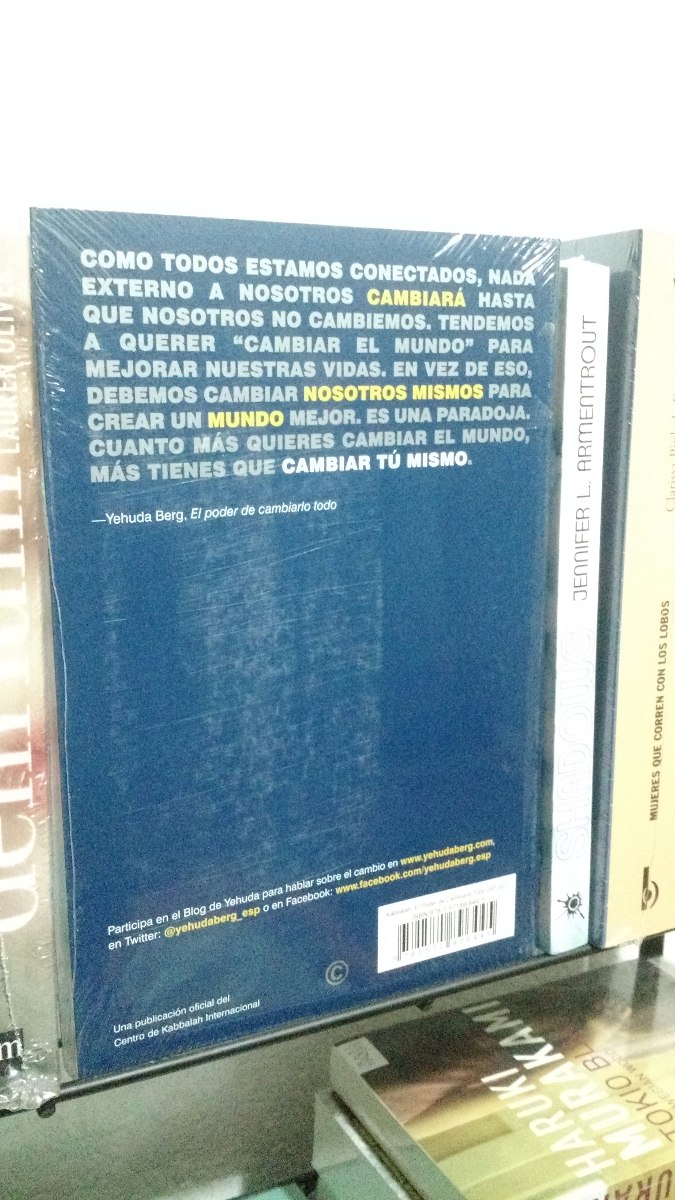 COMO TODOS ESTAMOS CONECTADOS, NADA
EXTERNO A NOSOTROS CAMBIARÁ HASTA
QUE NOSOTROS NO CAMBIEMOS. TENDEMOS
A QUERER “CAMBIAR EL MUNDO” PARA
MEJORAR NUESTRAS VIDAS. EN VEZ DE ESO,
DEBEMOS CAMBIAR NOSOTROS MISMOS PARA
CREAR UN MUNDO MEJOR. ES UNA PARADOJA.
CUANTO MÁS QUIERES CAMBIAR EL MUNDO,
MÁS TIENES QUE CAMBIAR TÚ MISMO.
—Yehuda Berg, El poder de cambiarlo todo
Participa en el Blog de Yehuda para hablar sobre el cambio en www.yehudaberg.com,
en Twitter: @yehudaberg_esp o en Facebook: www.facebook.com/yehudaberg.esp
©
Una publicación oficial del
Centro de Kabbalah Internacional
JENNIFER L. ARMENTROUT
MUJERES QUE CORREN CON LOS LOBOS
HARUKI
MURAKAMI
TOKIO BL